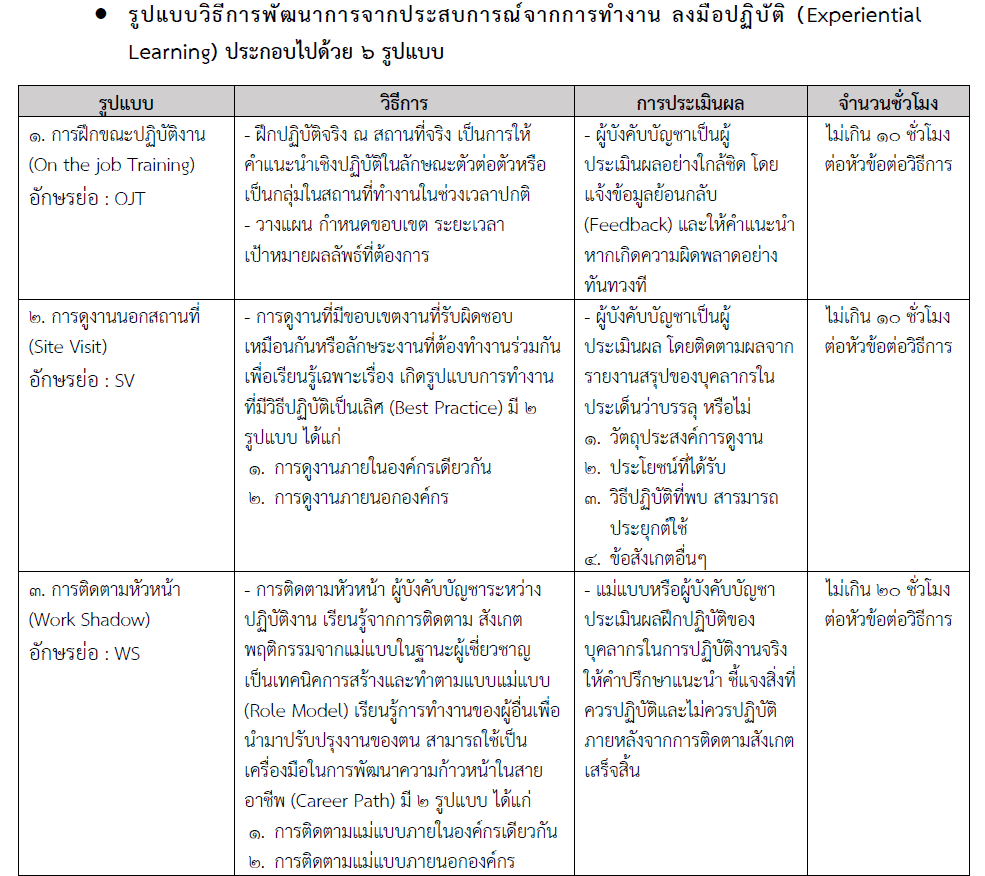 ● รูปแบบวิธีการพัฒนาการจากประสบการณ์จากการทำงาน ลงมือปฏิบัติ (Experiential
Learning) ประกอบไปด้วย ๖ รูปแบบ
รูปแบบ
วิธีการ
การประเมินผล
จำนวนชั่วโมง
๑. การฝึกขณะปฏิบัติงาน
(On the job Training)
อักษรย่อ : OJT
- ฝึกปฏิบัติจริง ณ สถานที่จริง เป็นการให้
คำแนะนำเชิงปฏิบัติในลักษณะตัวต่อตัวหรือ
เป็นกลุ่มในสถานที่ทำงานในช่วงเวลาปกติ
- วางแผน กำหนดขอบเขต ระยะเวลา
เป้าหมายผลลัพธ์ที่ต้องการ
- ผู้บังคับบัญชาเป็นผู้
ประเมินผลอย่างใกล้ชิด โดย
แจ้งข้อมูลย้อนกลับ
(Feedback) และให้คำแนะนำ
หากเกิดความผิดพลาดอย่าง
ทันทวงที
ไม่เกิน ๑๐ ชั่วโมง
ต่อหัวข้อต่อวิธีการ
๒. การดูงานนอกสถานที่
(Site Visit)
อักษรย่อ : SV
- การดูงานที่มีขอบเขตงานที่รับผิดชอบ
เหมือนกันหรือลักษระงานที่ต้องทำงานร่วมกัน
เพื่อเรียนรู้เฉพาะเรื่อง เกิดรูปแบบการทำงาน
ที่มีวิธีปฏิบัติเป็นเลิศ (Best Practice) มี ๒
รูปแบบ ได้แก่
๑. การดูงานภายในองค์กรเดียวกัน
๒. การดูงานภายนอกองค์กร
- ผู้บังคับบัญชาเป็นผู้
ประเมินผล โดยติดตามผลจาก
รายงานสรุปของบุคลากรใน
ประเด็นว่าบรรลุ หรือไม่
๑. วัตถุประสงค์การดูงาน
๒. ประโยชน์ที่ได้รับ
๓. วิธีปฏิบัติที่พบ สารมารถ
ประยุกต์ใช้
๔. ข้อสังเกตอื่นๆ
ไม่เกิน ๑๐ ชั่วโมง
ต่อหัวข้อต่อวิธีการ
๓. การติดตามหัวหน้า
(Work Shadow)
อักษรย่อ : WS
- การติดตามหัวหน้า ผู้บังคับบัญชาระหว่าง
ปฏิบัติงาน เรียนรู้จากการติดตาม สังเกต
พฤติกรรมจากแม่แบบในฐานะผู้เชี่ยวชาญ
เป็นเทคนิคการสร้างและทำตามแบบแม่แบบ
(Role Model) เรียนรู้การทำงานของผู้อื่นเพื่อ
นำมาปรับปรุงงานของตน สามารถใช้เป็น
เครื่องมือในการพัฒนาความก้าวหน้าในสาย
อาชีพ (Career Path) มี ๒ รูปแบบ ได้แก่
๑. การติดตามแม่แบบภายในองค์กรเดียวกัน
๒. การติดตามแม่แบบภายนอกองค์กร
- แม่แบบหรือผู้บังคับบัญชา
ประเมินผลฝึกปฏิบัติของ
บุคลากรในการปฏิบัติงานจริง
ให้คำปรึกษาแนะนำ ชี้แจงสิ่งที่
ควรปฏิบัติและไม่ควรปฏิบัติ
ภายหลังจากการติดตามสังเกต
เสร็จสิ้น
ไม่เกิน ๒๐ ชั่วโมง
ต่อหัวข้อต่อวิธีการ